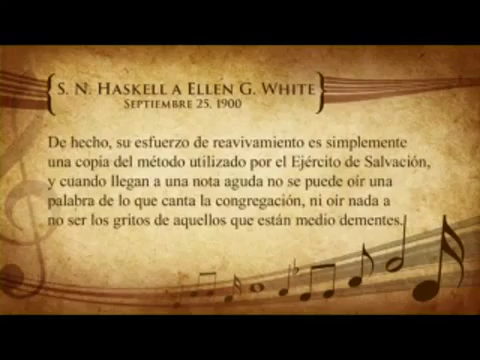 S. N. Haskell a Ellen G. White
Septiembre 25, 1900
De hecho, su esfuerzo de reavivamiento es simplemente
una copia del método utilizado por el Ejército de Salvación,
y cuando llegan a una nota aguda no se puede oír una
palabra de lo que canta la congregación, ni oír nada a
no ser los gritos de aquellos que están medio dementes.